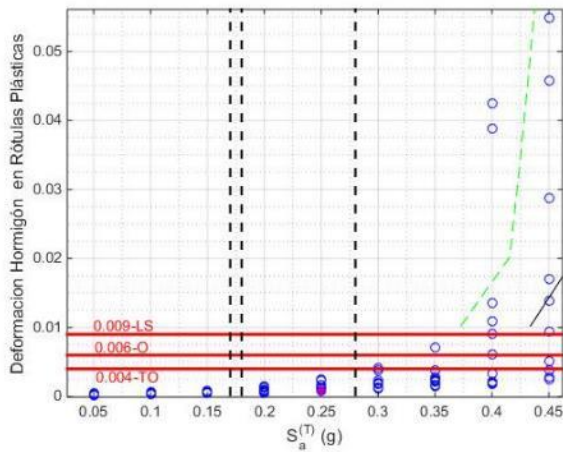 Deformacion Hormigón en Rótulas Plásticas
0.05
0.04
0.03
0.02
0.01
0
0.009-LS
0.006-O
0.004-TO
0.05 0.1 0.15 0.2 0.25 0.3 0.35 0.4 0.45
S_a^(T) (g)